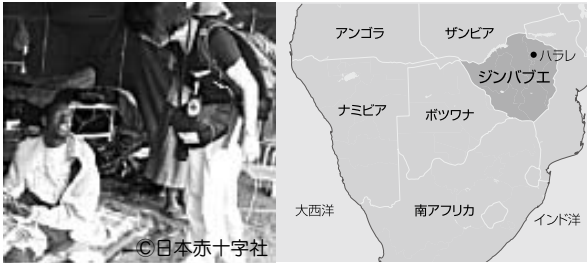 ©日本赤十字社
アンゴラ
ザンビア
ハラレ
ジンバブエ
ナミビア
ボツワナ
大西洋
南アフリカ
インド洋